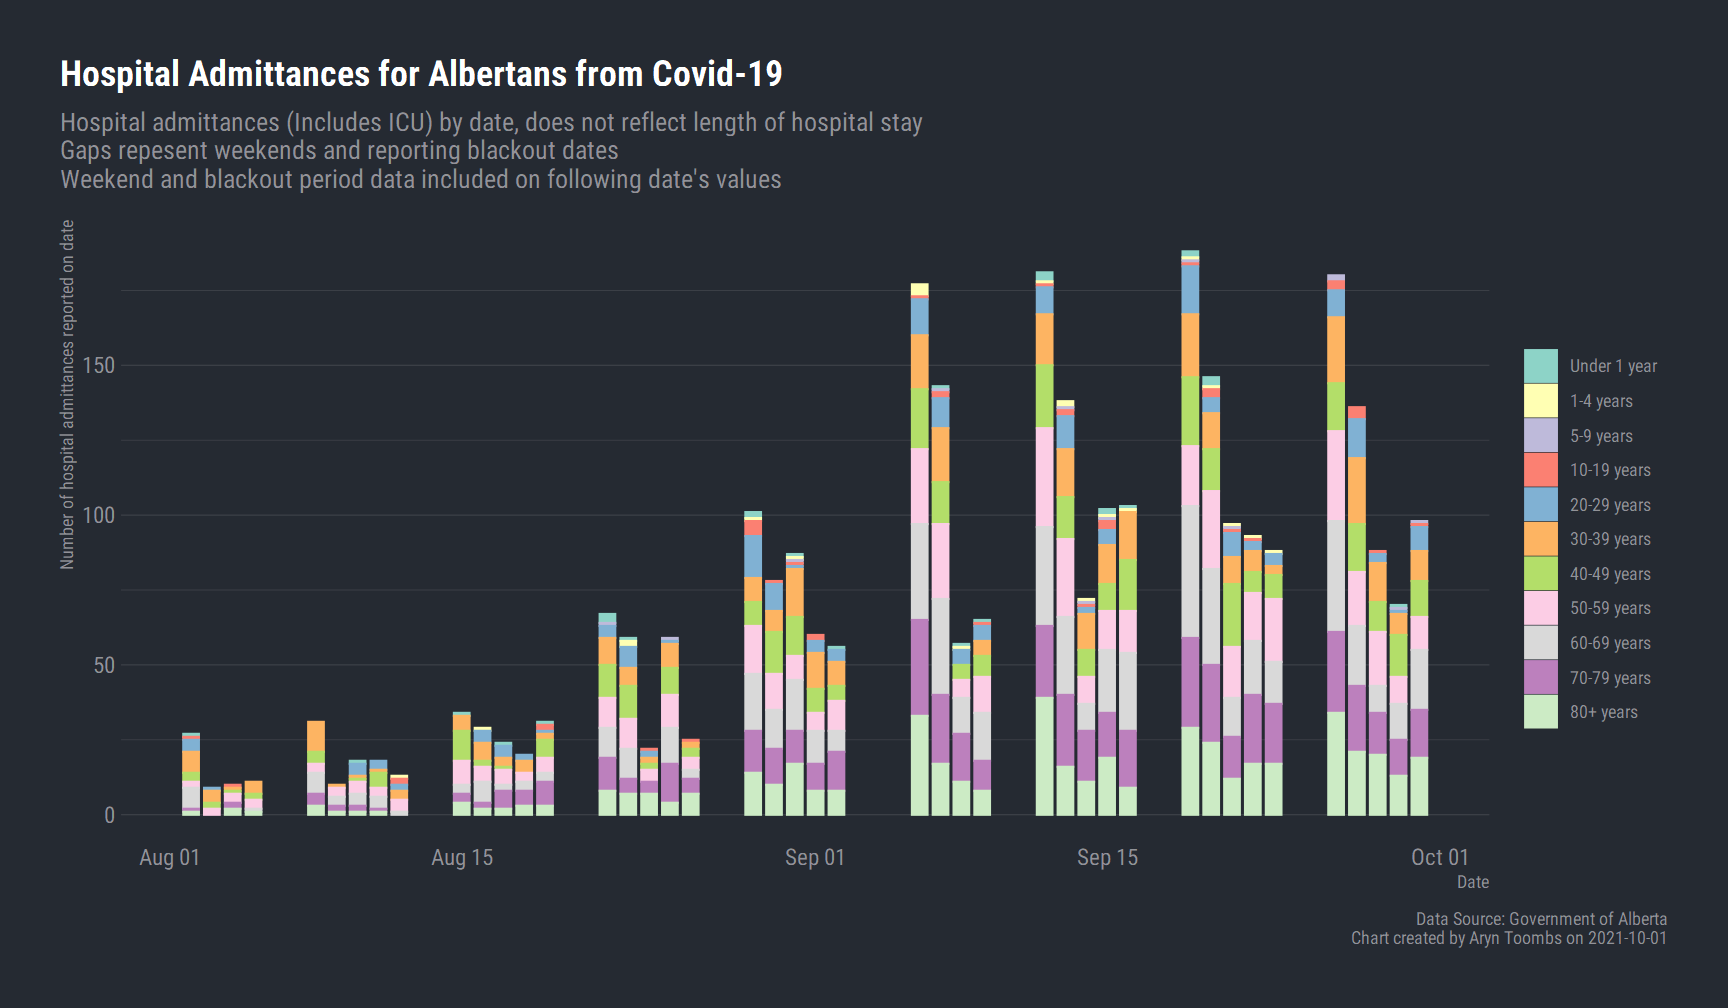 Hospital Admittances for Albertans from Covid-19
Hospital admittances (Includes ICU) by date, does not reflect length of hospital stay
Gaps repesent weekends and reporting blackout dates
Weekend and blackout period data included on following date's values
Number of hospital admittances reported on date
150
100
50
0
Aug 01
Aug 15
Sep 01
Sep 15
Oct 01
Date
Under 1 year
1-4 years
5-9 years
10-19 years
20-29 years
30-39 years
40-49 years
50-59 years
60-69 years
70-79 years
80+ years
Data Source: Government of Alberta
Chart created by Aryn Toombs on 2021-10-01